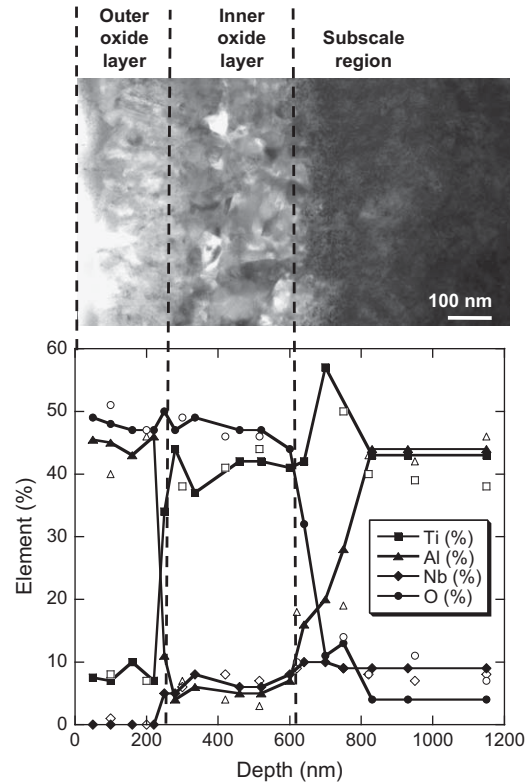 Outer
oxide
layer
Inner
oxide
layer
Subscale
region
100 nm
60
50
40
30
20
10
0
Element (%)
Ti (%)
Al (%)
Nb (%)
O (%)
0 200 400 600 800 1000 1200
Depth (nm)